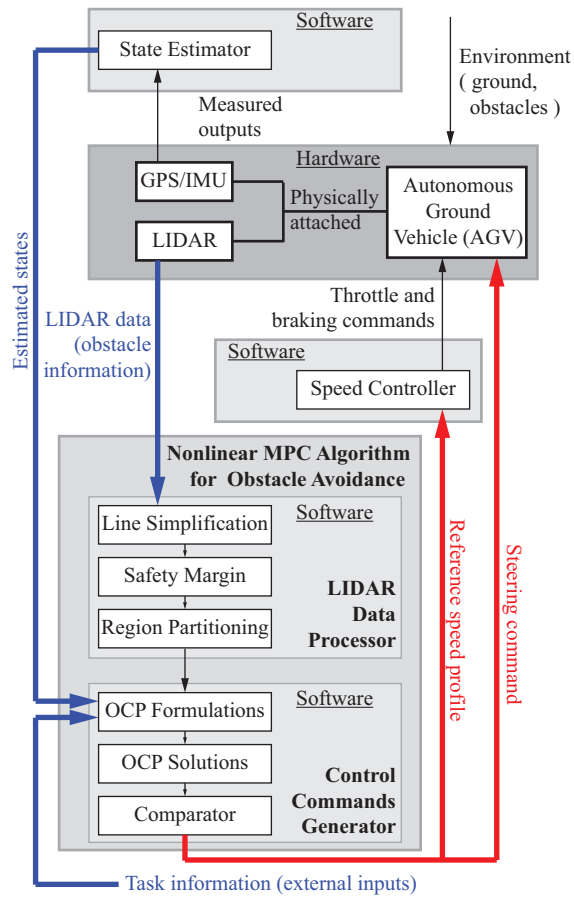 Software
State Estimator
Environment
( ground,
obstacles )
Measured
outputs
Hardware
GPS/IMU
Physically
attached
Autonomous
Ground
Vehicle (AGV)
LIDAR
Estimated states
LIDAR data
(obstacle
information)
Throttle and
braking commands
Software
Speed Controller
Nonlinear MPC Algorithm
for Obstacle Avoidance
Software
Line Simplification
Safety Margin
Region Partitioning
LIDAR
Data
Processor
Reference speed profile
Steering command
Software
OCP Formulations
OCP Solutions
Comparator
Control
Commands
Generator
Task information (external inputs)